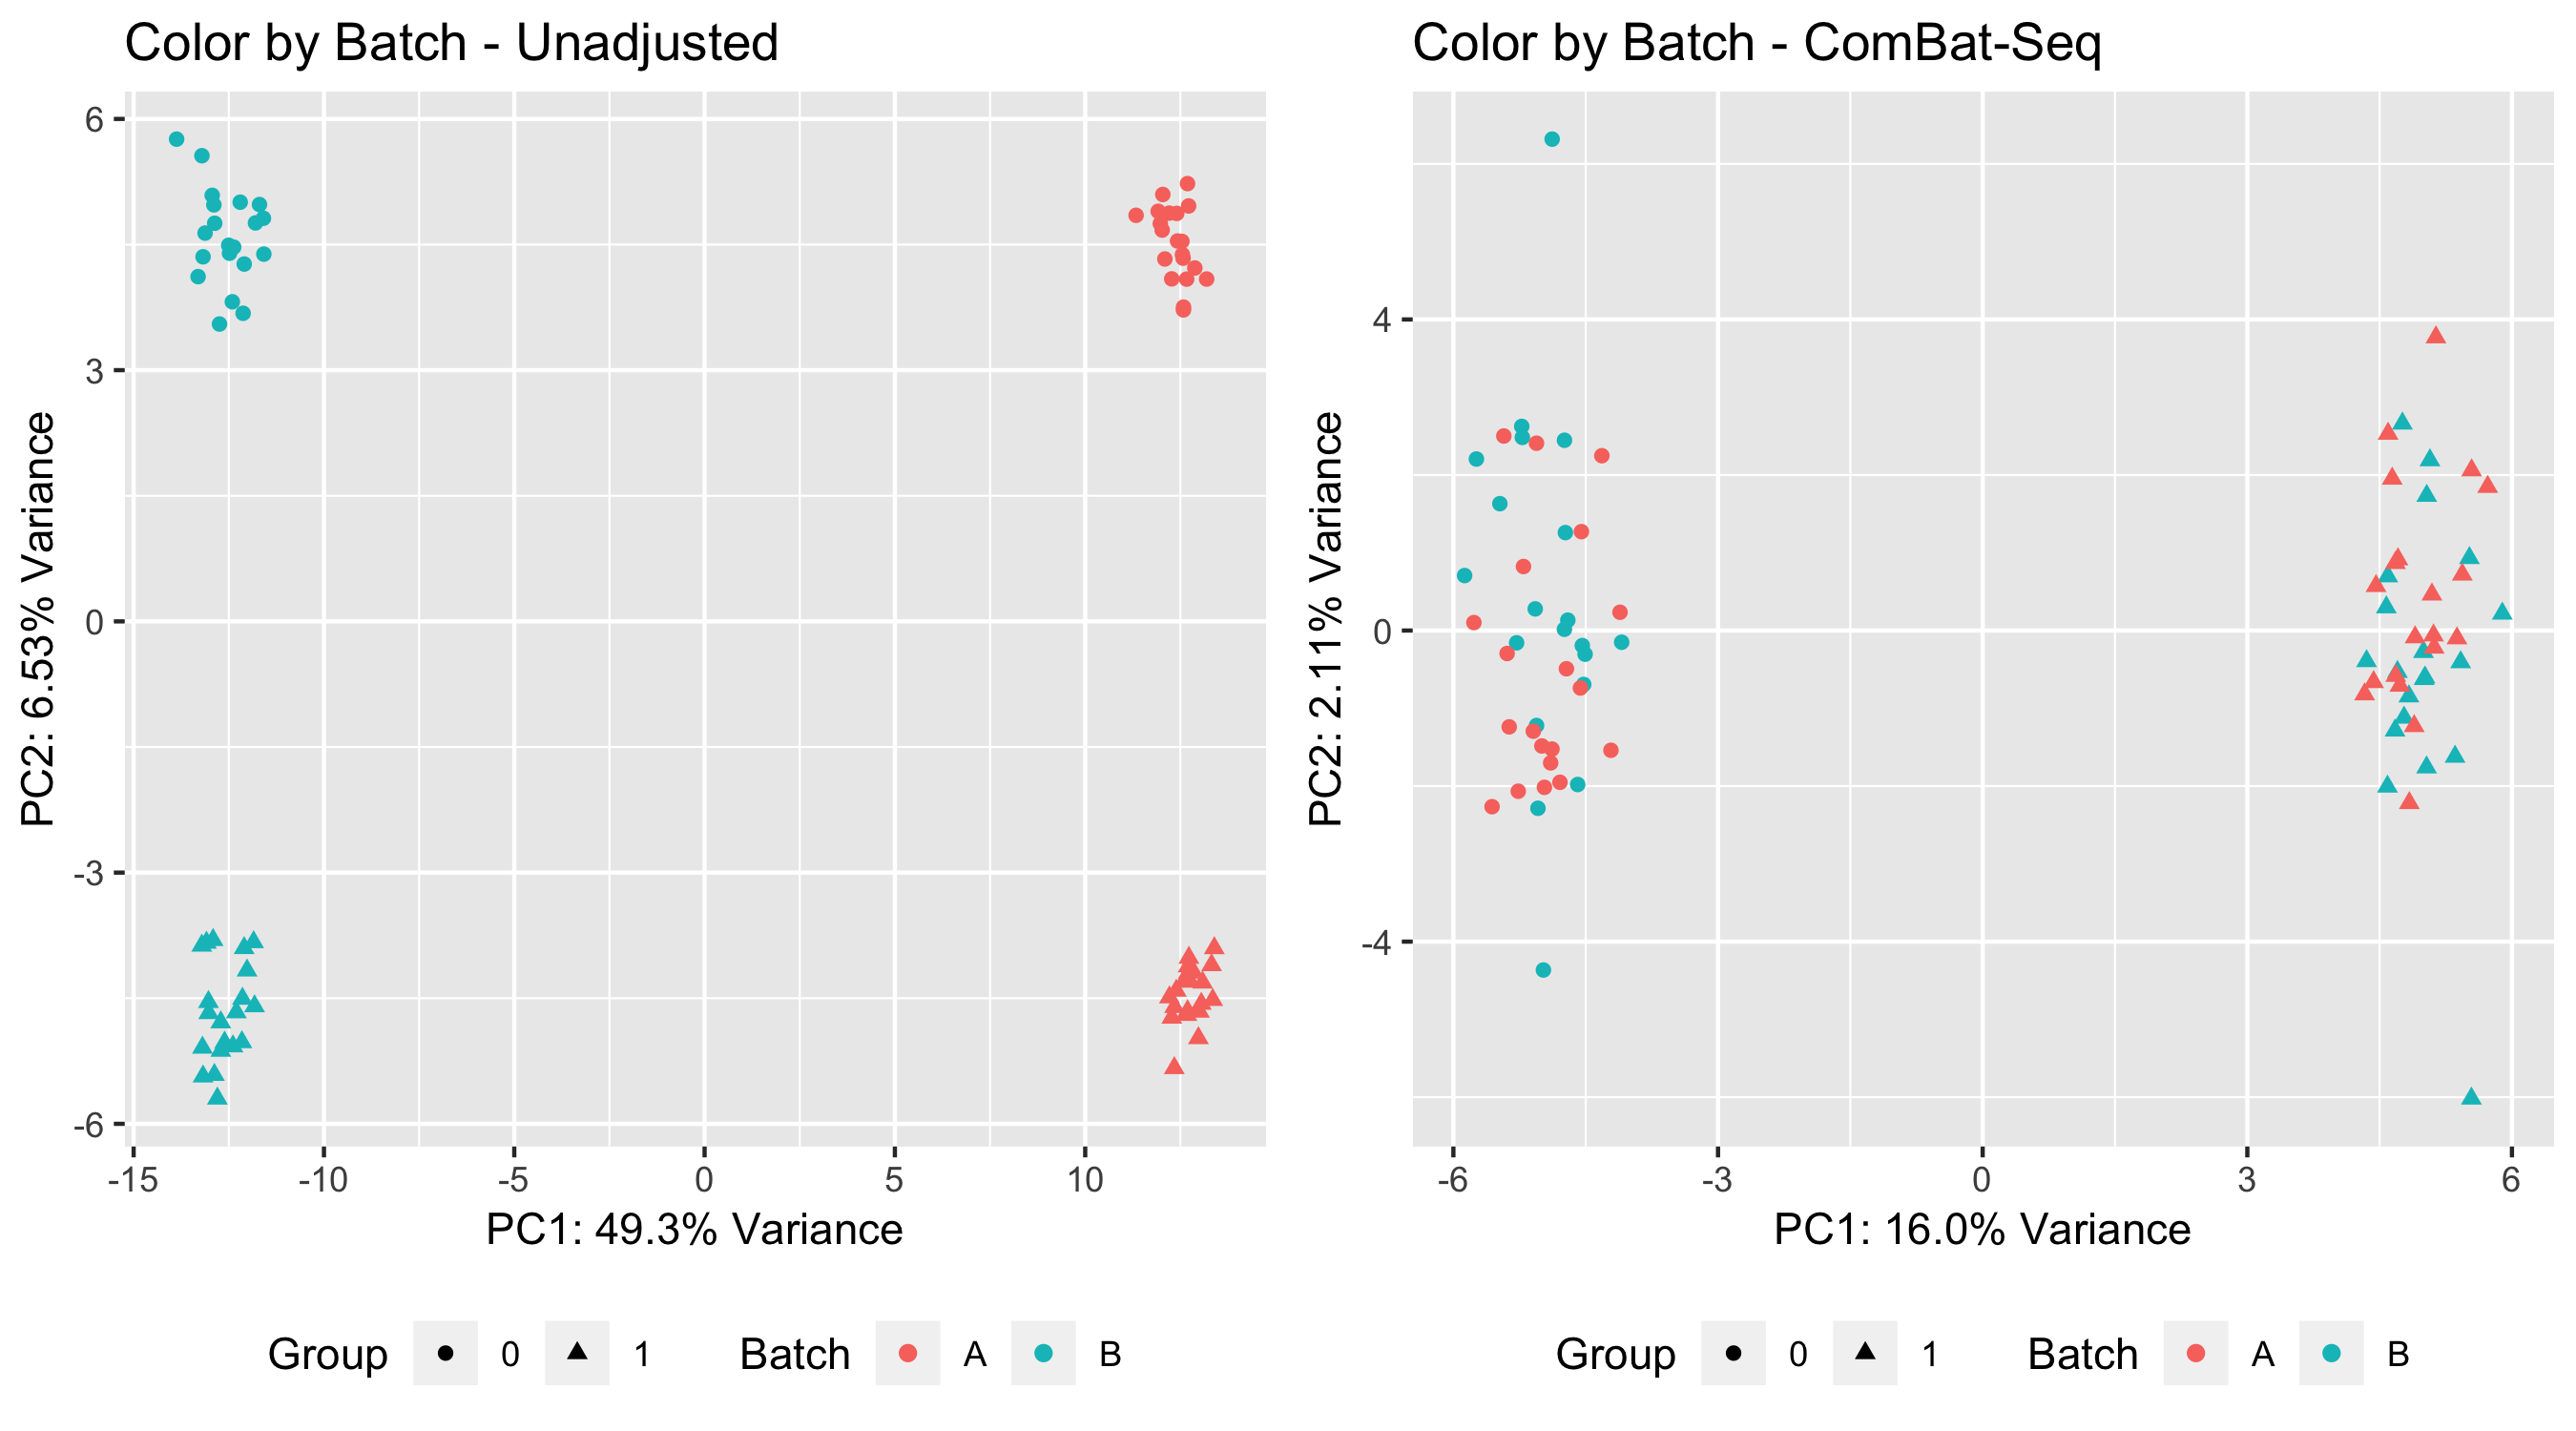 Color by Batch - Unadjusted
6
3
0
-3
-6
PC2: 6.53% Variance
-15 -10 -5 0 5 10
PC1: 49.3% Variance
Group 0 1 Batch A B
Color by Batch - ComBat-Seq
4
0
-4
PC2: 2.11% Variance
-6 -3 0 3 6
PC1: 16.0% Variance
Group 0 1 Batch A B